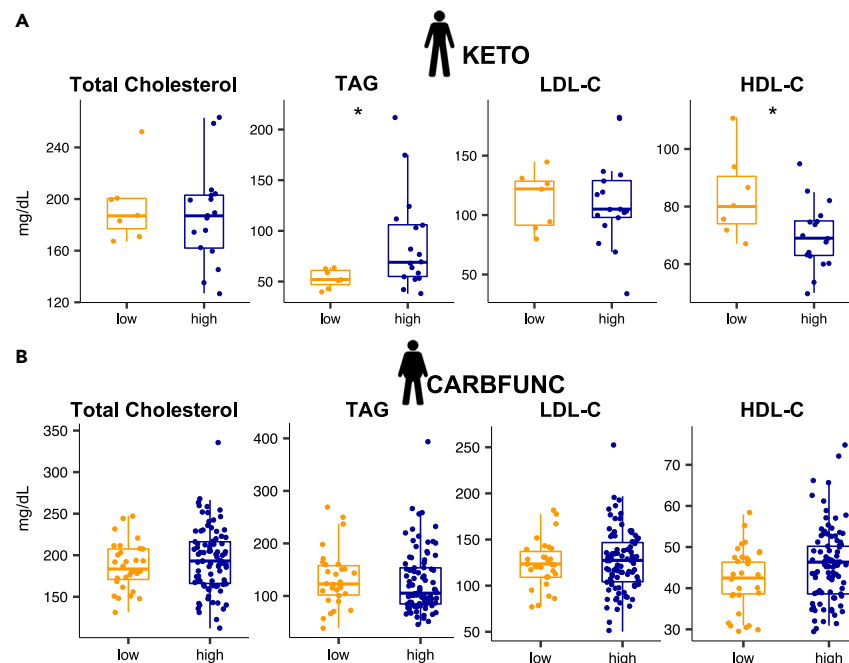 A
KETO
Total Cholesterol TAG LDL-C HDL-C
* *
mg/dL
240
200
160
120
low high
200
150
100
50
low high
150
100
50
low high
100
80
60
low high
B
CARBFUNC
Total Cholesterol TAG LDL-C HDL-C
mg/dL
350
300
250
200
150
low high
400
300
200
100
low high
250
200
150
100
50
low high
70
60
50
40
30
low high